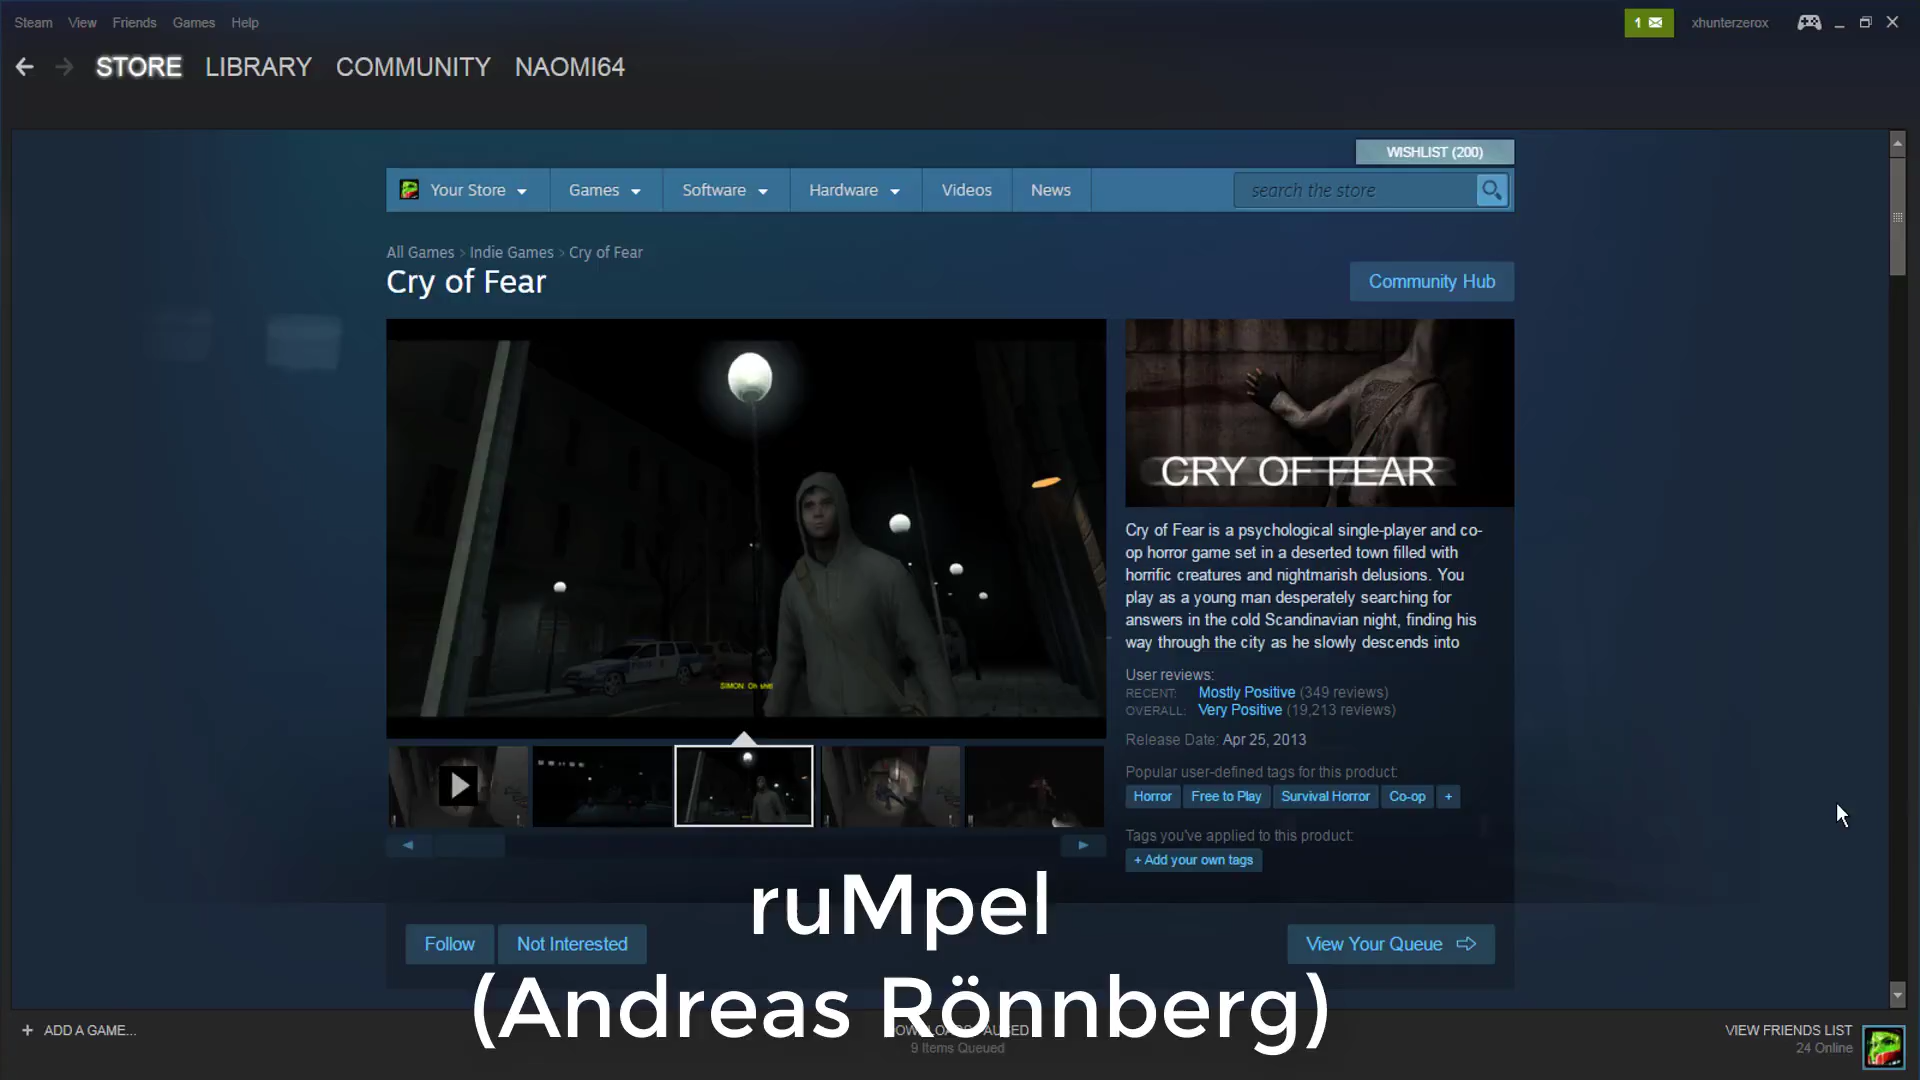 Steam View Friends Games Help
1
xhunterzerox
STORE LIBRARY COMMUNITY NAOMI64
WISHLIST (200)
Your Store Games Software Hardware Videos News
search the store
All Games > Indie Games > Cry of Fear
Cry of Fear
Community Hub
SIMON: Oh shit!
CRY OF FEAR
Cry of Fear is a psychological single-player and co-
op horror game set in a deserted town filled with
horrific creatures and nightmarish delusions. You
play as a young man desperately searching for
answers in the cold Scandinavian night, finding his
way through the city as he slowly descends into
User reviews:
RECENT: Mostly Positive (349 reviews)
OVERALL: Very Positive (19,213 reviews)
Release Date: Apr 25, 2013
Popular user-defined tags for this product:
Horror Free to Play Survival Horror Co-op +
Tags you've applied to this product:
+ Add your own tags
Follow Not Interested
View Your Queue
ruMpel
(Andreas Rönnberg)
+ ADD A GAME...
9 Items Queued
VIEW FRIENDS LIST
24 Online